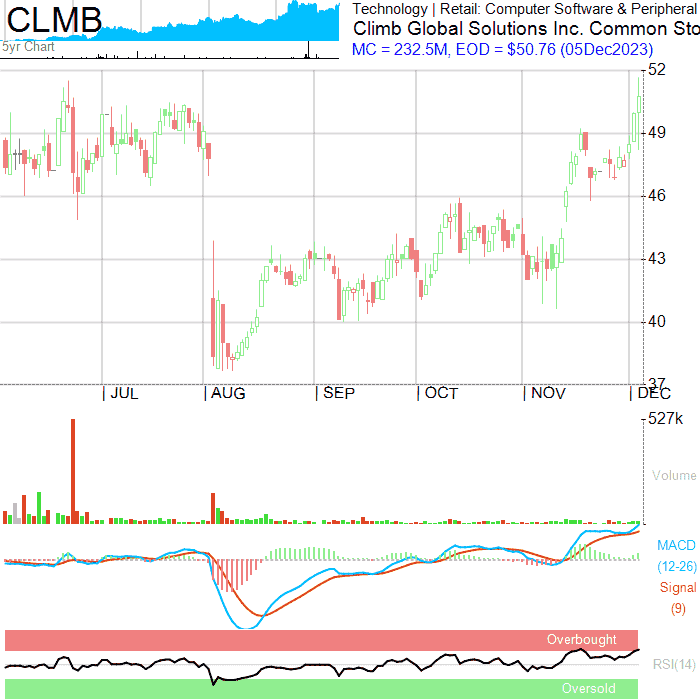 CLMB
5yr Chart
Technology | Retail: Computer Software & Peripheral
Climb Global Solutions Inc. Common Sto
MC = 232.5M, EOD = $50.76 (05Dec2023)
52
49
46
43
40
37
| JUL | AUG | SEP | OCT | NOV | DEC
527k
Volume
MACD
(12-26)
Signal
(9)
Overbought
RSI(14)
Oversold